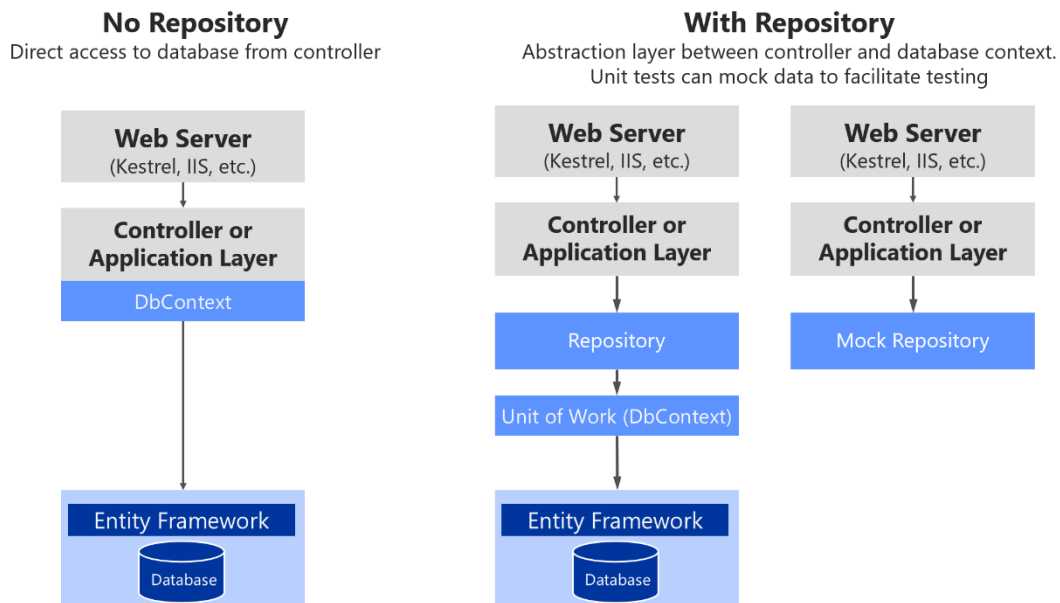 No Repository
Direct access to database from controller
Web Server
(Kestrel, IIS, etc.)
Controller or
Application Layer
DbContext
Entity Framework
Database
With Repository
Abstraction layer between controller and database context.
Unit tests can mock data to facilitate testing
Web Server
(Kestrel, IIS, etc.)
Controller or
Application Layer
Repository
Unit of Work (DbContext)
Entity Framework
Database
Web Server
(Kestrel, IIS, etc.)
Controller or
Application Layer
Mock Repository